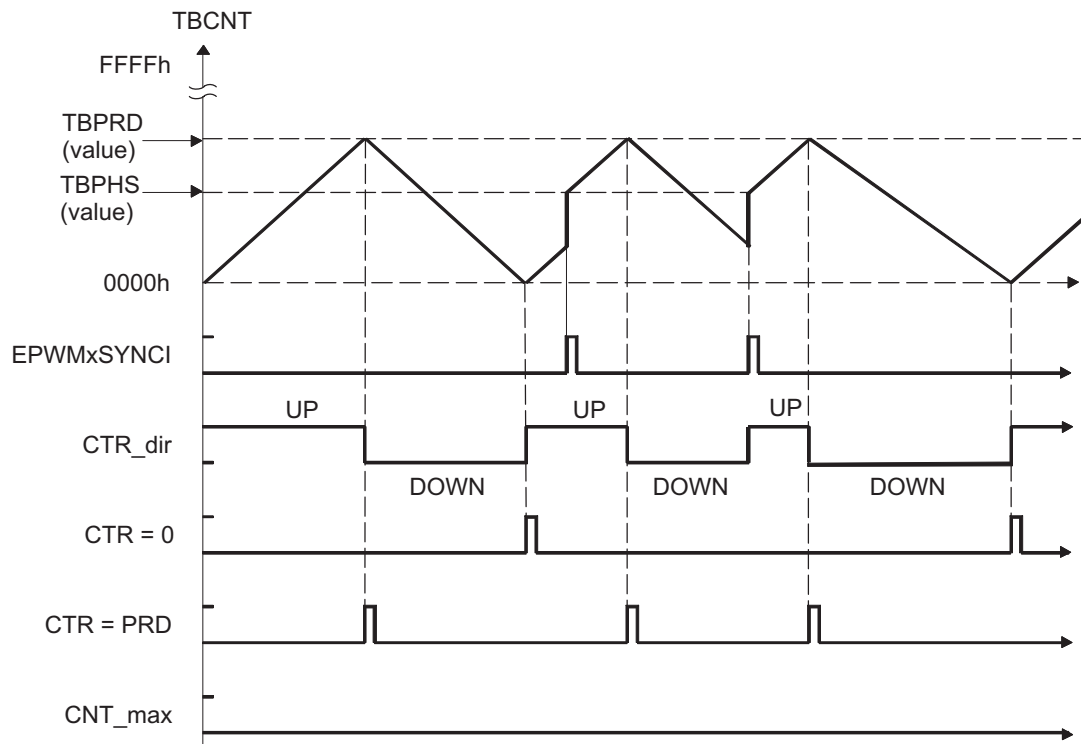 TBCNT
FFFFh
TBPRD
(value)
TBPHS
(value)
0000h
EPWMxSYNCI
UP
UP
UP
CTR_dir
DOWN
DOWN
DOWN
CTR = 0
CTR = PRD
CNT_max